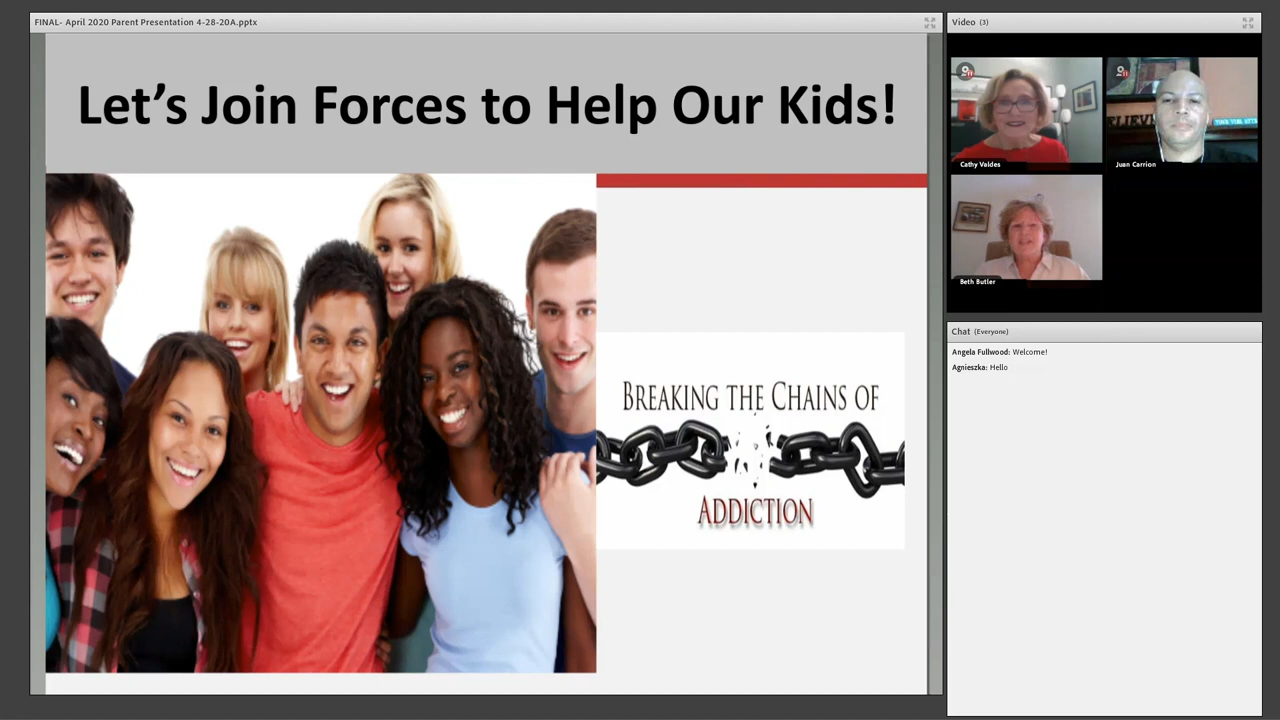 FINAL- April 2020 Parent Presentation 4-28-20A.pptx
Let's Join Forces to Help Our Kids!
BREAKING THE CHAINS OF
ADDICTION
Video (3)
Cathy Valdes
Juan Carrion
Beth Butler
Chat (Everyone)
Angela Fullwood: Welcome!
Agnieszka: Hello